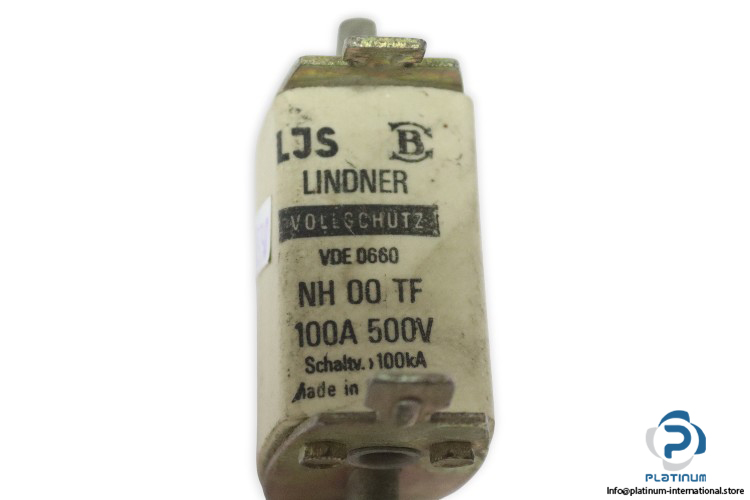 LJS B
LINDNER
VOLLSCHUTZ
VDE 0660
NH 00 TF
100A 500V
Schaltv. > 100kA
Made in
PLATINUM
Info@platinum-international.store